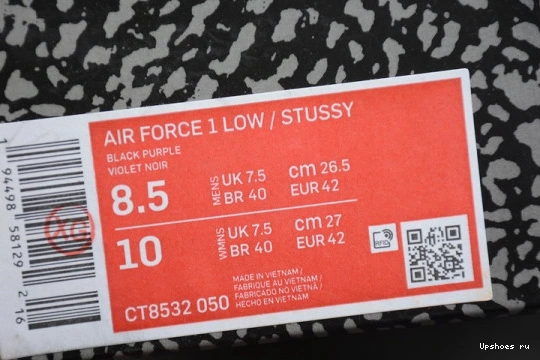 AIR FORCE 1 LOW / STUSSY
BLACK PURPLE
VIOLET NOIR
8.5
MENS
UK 7.5
BR 40
cm 26.5
EUR 42
10
WMNS
UK 7.5
BR 40
cm 27
EUR 42
MADE IN VIETNAM /
FABRIQUÉ AU VIETNAM /
FABRICADO NO VIETNÃ /
HECHO EN VIETNAM
CT8532 050
RFID
1 94498 58129 2 16
Upshoes ru